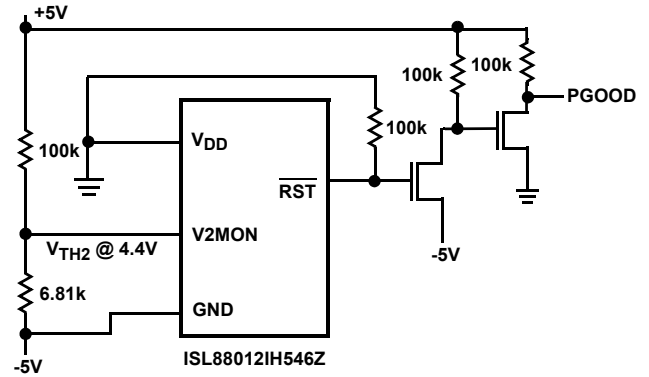 +5V
100k
100k
100k
PGOOD
100k
VDD
RST
VTH2 @ 4.4V
V2MON
-5V
6.81k
GND
-5V
ISL88012IH546Z